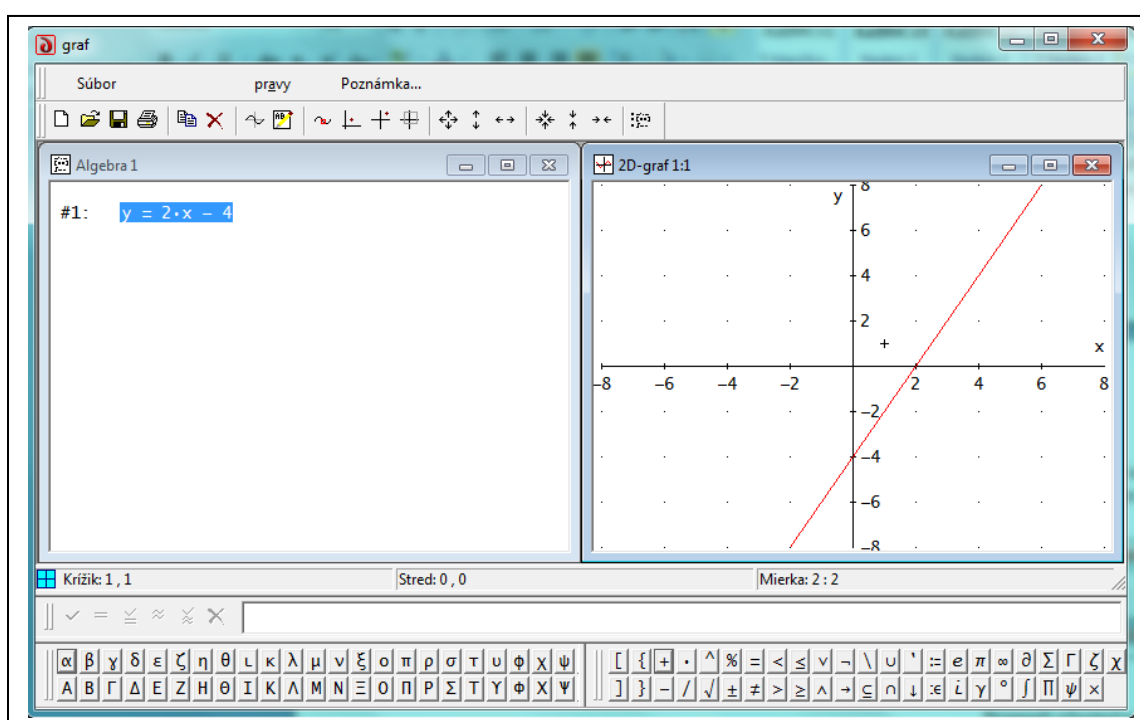 graf
Súbor pravy Poznámka...
Algebra 1
#1: y = 2·x − 4
2D-graf 1:1
y
8
6
4
2
x
−8 −6 −4 −2 2 4 6 8
−2
−4
−6
−8
Krížik: 1 , 1 Stred: 0 , 0 Mierka: 2 : 2
α β γ δ ε ζ η θ ι κ λ μ ν ξ ο π ρ σ τ υ φ χ ψ
Α Β Γ Δ Ε Ζ Η Θ Ι Κ Λ Μ Ν Ξ Ο Π Ρ Σ Τ Υ Φ Χ Ψ
[ { + · ^ % = < ≤ ∨ ¬ \ ∪ ' := e π ∞ ∂ Σ Γ ζ χ
] } − / √ ± ≠ > ≥ ∧ → ⊆ ∩ ↓ :∈ i γ ° ∫ Π ψ ×